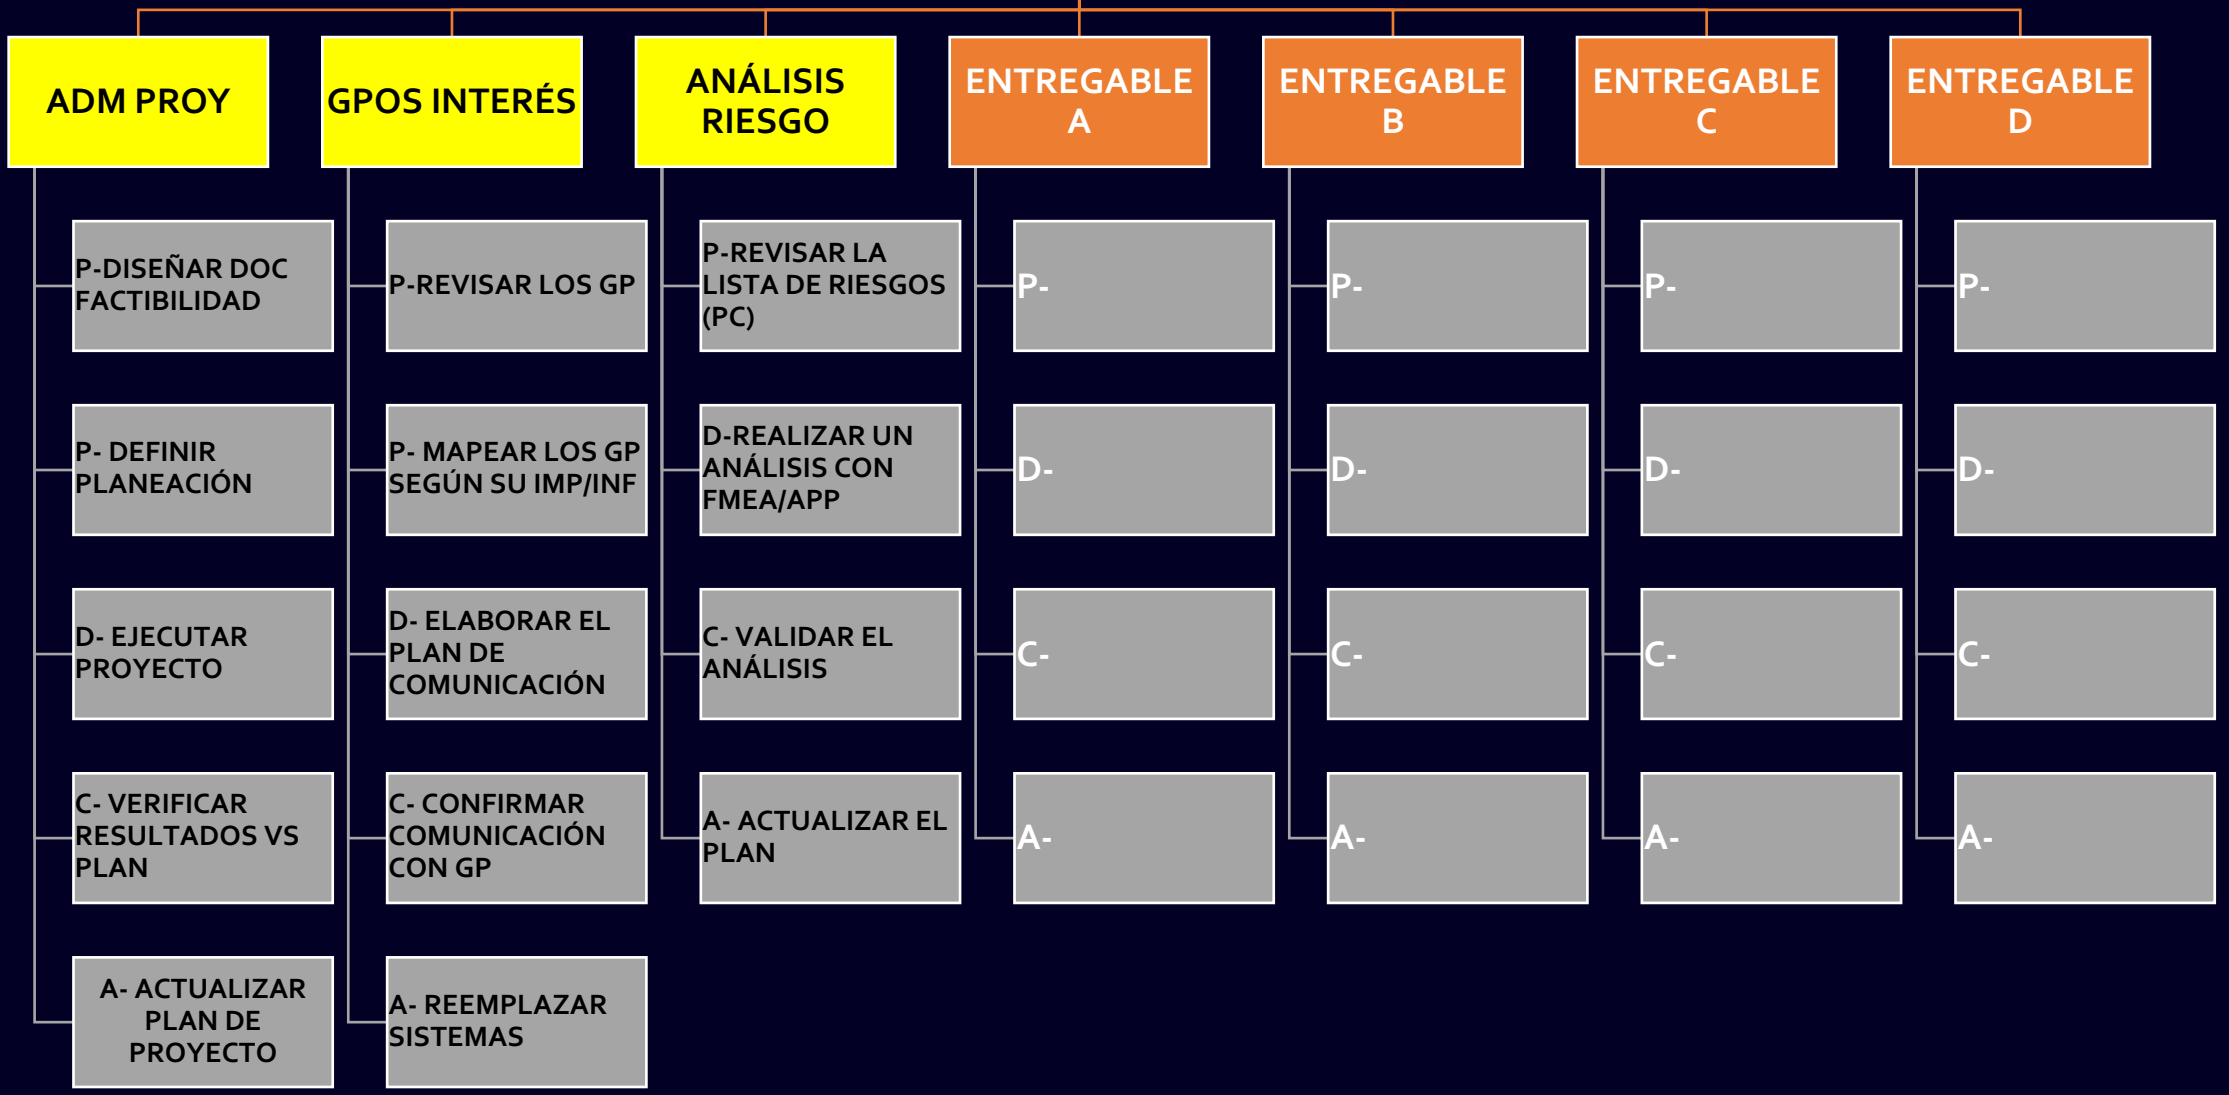 ADM PROY
P-DISEÑAR DOC
FACTIBILIDAD
P- DEFINIR
PLANEACIÓN
D- EJECUTAR
PROYECTO
C- VERIFICAR
RESULTADOS VS
PLAN
A- ACTUALIZAR
PLAN DE
PROYECTO
GPOS INTERÉS
P-REVISAR LOS GP
P- MAPEAR LOS GP
SEGÚN SU IMP/INF
D- ELABORAR EL
PLAN DE
COMUNICACIÓN
C- CONFIRMAR
COMUNICACIÓN
CON GP
A- REEMPLAZAR
SISTEMAS
ANÁLISIS
RIESGO
P-REVISAR LA
LISTA DE RIESGOS
(PC)
D-REALIZAR UN
ANÁLISIS CON
FMEA/APP
C- VALIDAR EL
ANÁLISIS
A- ACTUALIZAR EL
PLAN
ENTREGABLE
A
P-
D-
C-
A-
ENTREGABLE
B
P-
D-
C-
A-
ENTREGABLE
C
P-
D-
C-
A-
ENTREGABLE
D
P-
D-
C-
A-